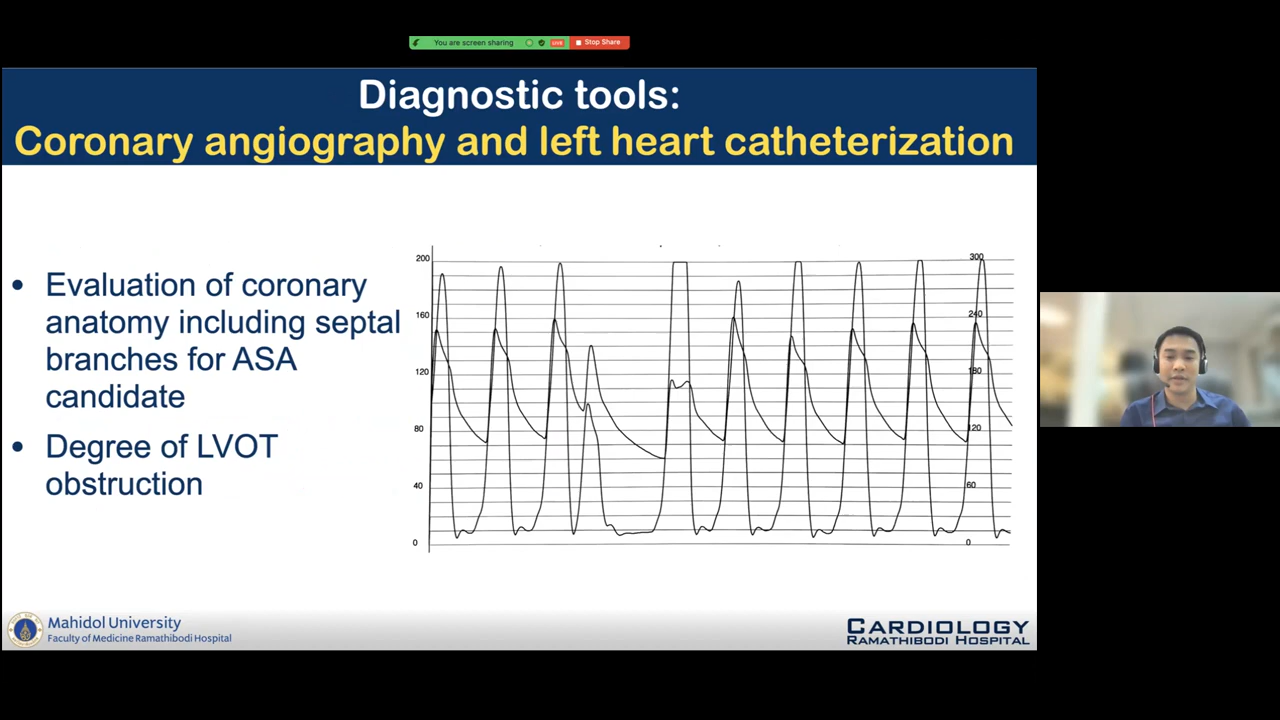 You are screen sharing LIVE Stop Share
Diagnostic tools:
Coronary angiography and left heart catheterization
• Evaluation of coronary
anatomy including septal
branches for ASA
candidate
• Degree of LVOT
obstruction
200
160
120
80
40
0
300
240
180
120
60
0
Mahidol University
Faculty of Medicine Ramathibodi Hospital
CARDIOLOGY
RAMATHIBODI HOSPITAL